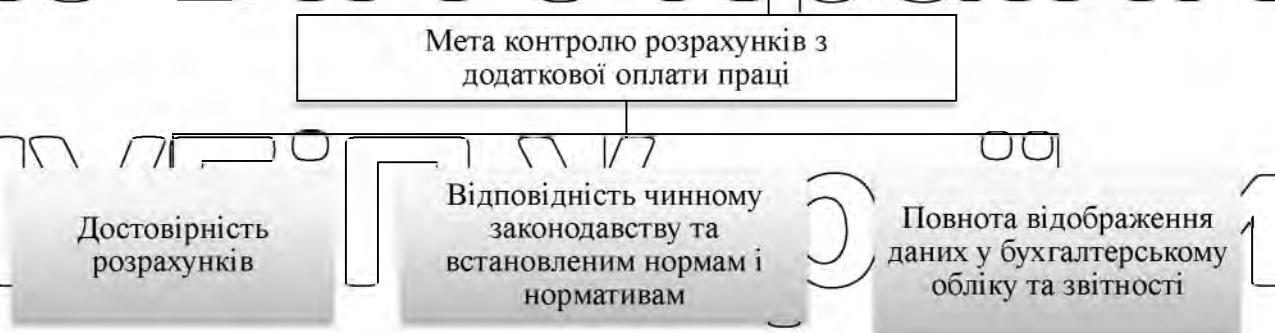 Мета контролю розрахунків з
додаткової оплати праці
Достовірність
розрахунків
Відповідність чинному
законодавству та
встановленим нормам і
нормативам
Повнота відображення
даних у бухгалтерському
обліку та звітності